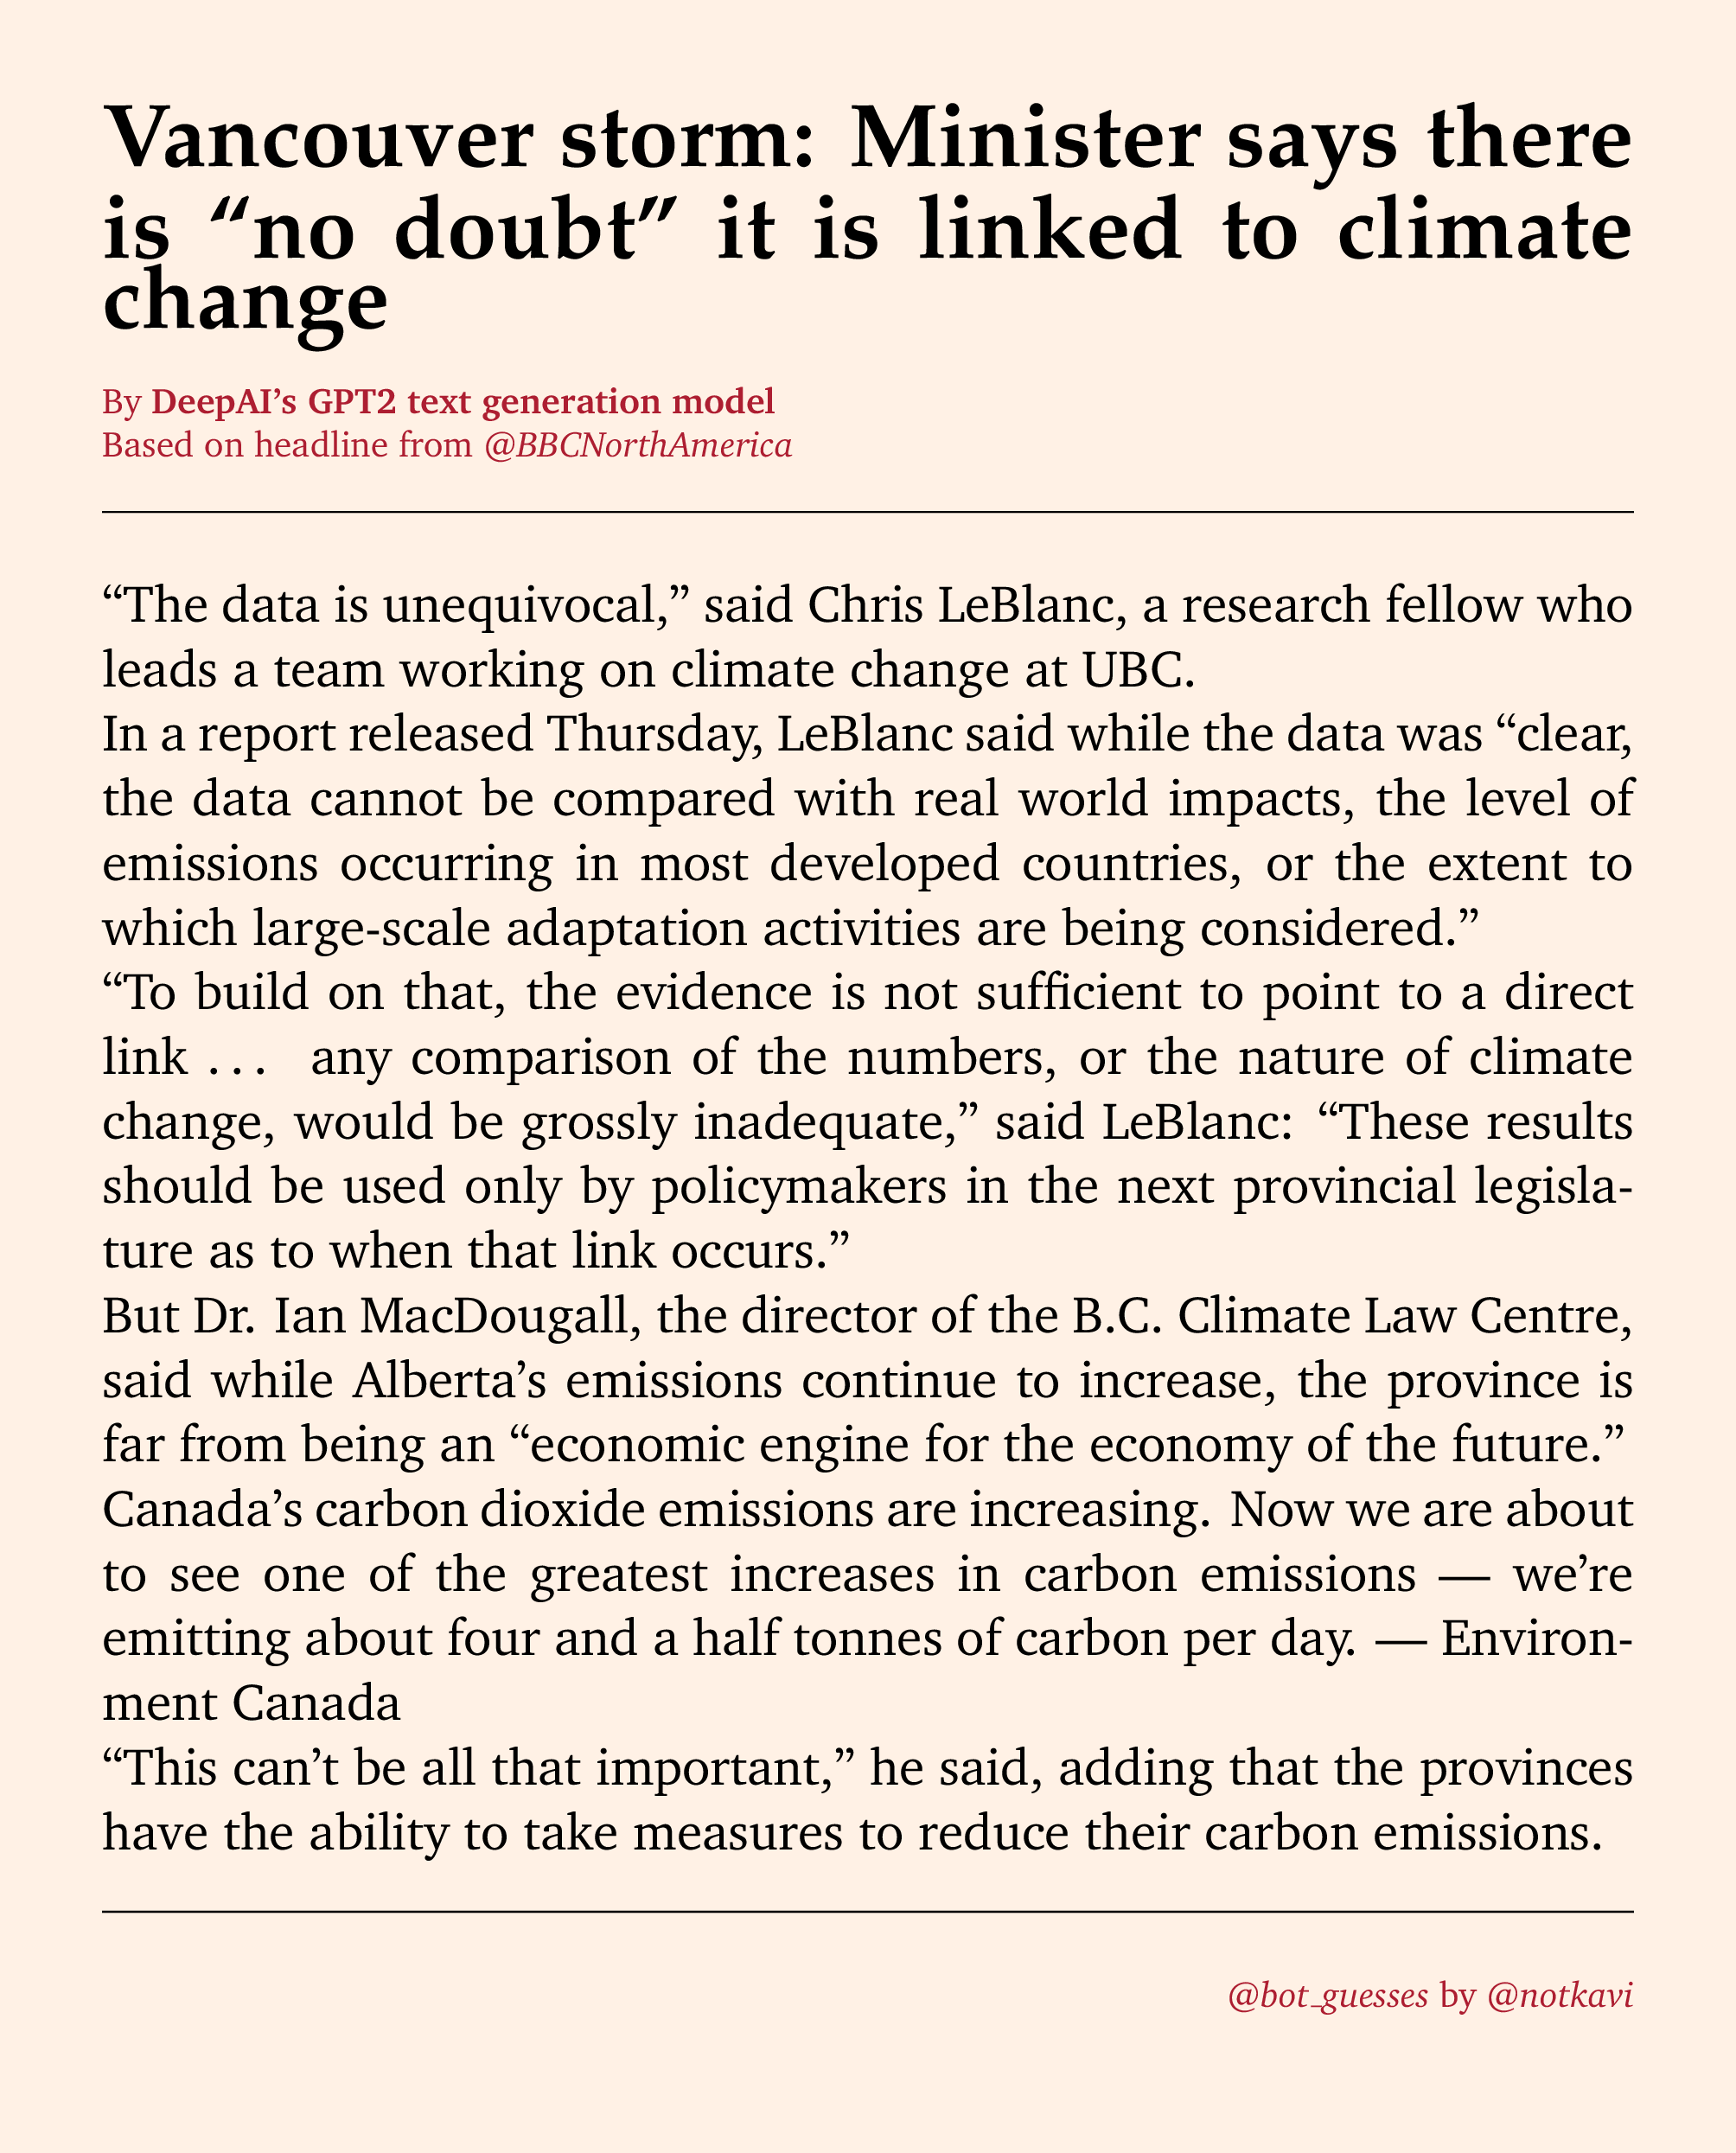 Vancouver storm: Minister says there
is “no doubt” it is linked to climate
change
By DeepAI’s GPT2 text generation model
Based on headline from @BBCNorthAmerica
“The data is unequivocal,” said Chris LeBlanc, a research fellow who
leads a team working on climate change at UBC.
In a report released Thursday, LeBlanc said while the data was “clear,
the data cannot be compared with real world impacts, the level of
emissions occurring in most developed countries, or the extent to
which large-scale adaptation activities are being considered.”
“To build on that, the evidence is not sufficient to point to a direct
link ... any comparison of the numbers, or the nature of climate
change, would be grossly inadequate,” said LeBlanc: “These results
should be used only by policymakers in the next provincial legisla-
ture as to when that link occurs.”
But Dr. Ian MacDougall, the director of the B.C. Climate Law Centre,
said while Alberta’s emissions continue to increase, the province is
far from being an “economic engine for the economy of the future.”
Canada’s carbon dioxide emissions are increasing. Now we are about
to see one of the greatest increases in carbon emissions — we’re
emitting about four and a half tonnes of carbon per day. — Environ-
ment Canada
“This can’t be all that important,” he said, adding that the provinces
have the ability to take measures to reduce their carbon emissions.
@bot_guesses by @notkavi